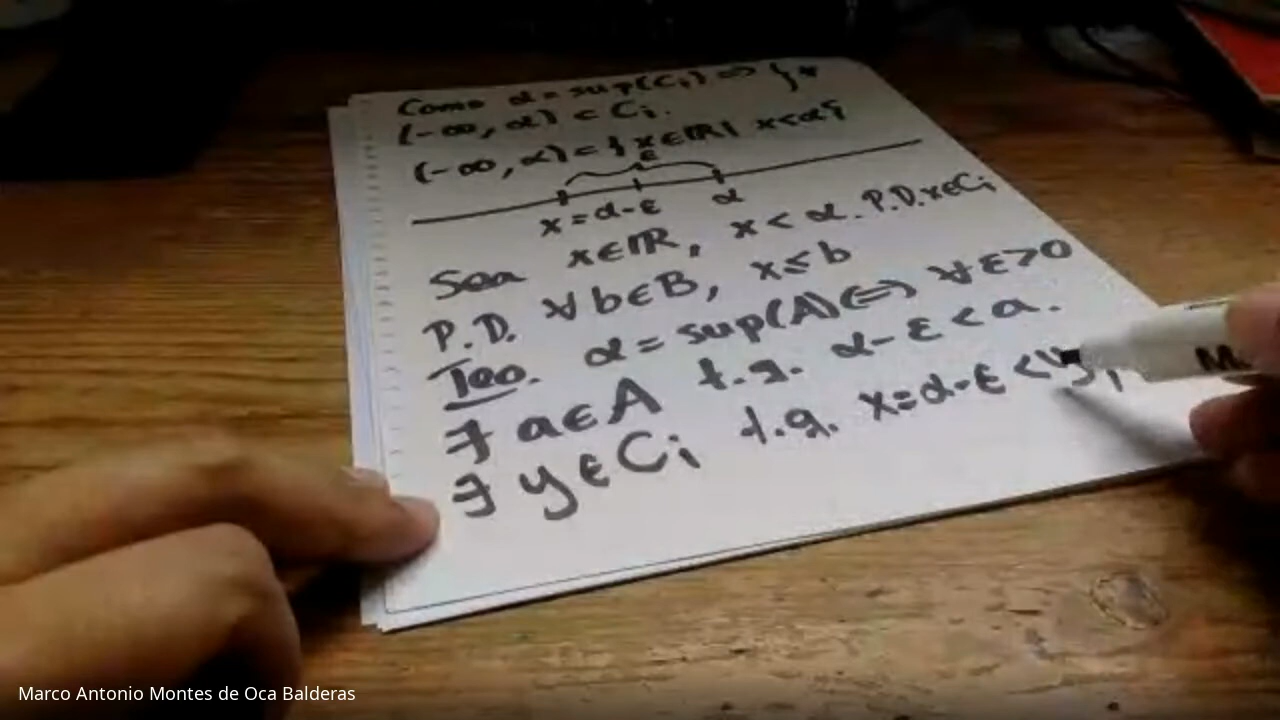 Como α = sup(Ci) ⇒ } *
(-∞, α) ⊂ Ci.
(-∞, α) = {x∈ℝ | x<α}
ε
x = α-ε α
Sea x∈ℝ, x < α. P.D. x∈Ci
P.D. ∀ b∈B, x≤b
Teo. α = sup(A) ⇔ ∀ε>0
∃ a∈A t.q. α-ε < a.
∃ y∈Ci t.q. x=α-ε < y,
M.
Marco Antonio Montes de Oca Balderas